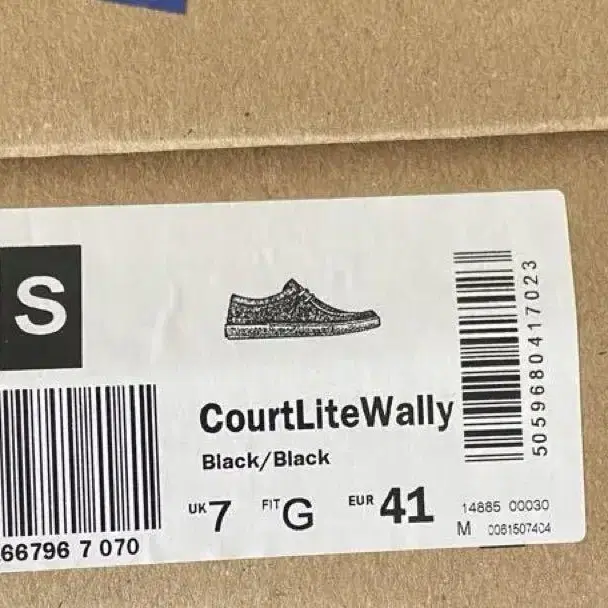 S
CourtLiteWally
Black/Black
UK 7 FIT G EUR 41
66796 7 070
5059680417023
14885 00030
M 0061507404